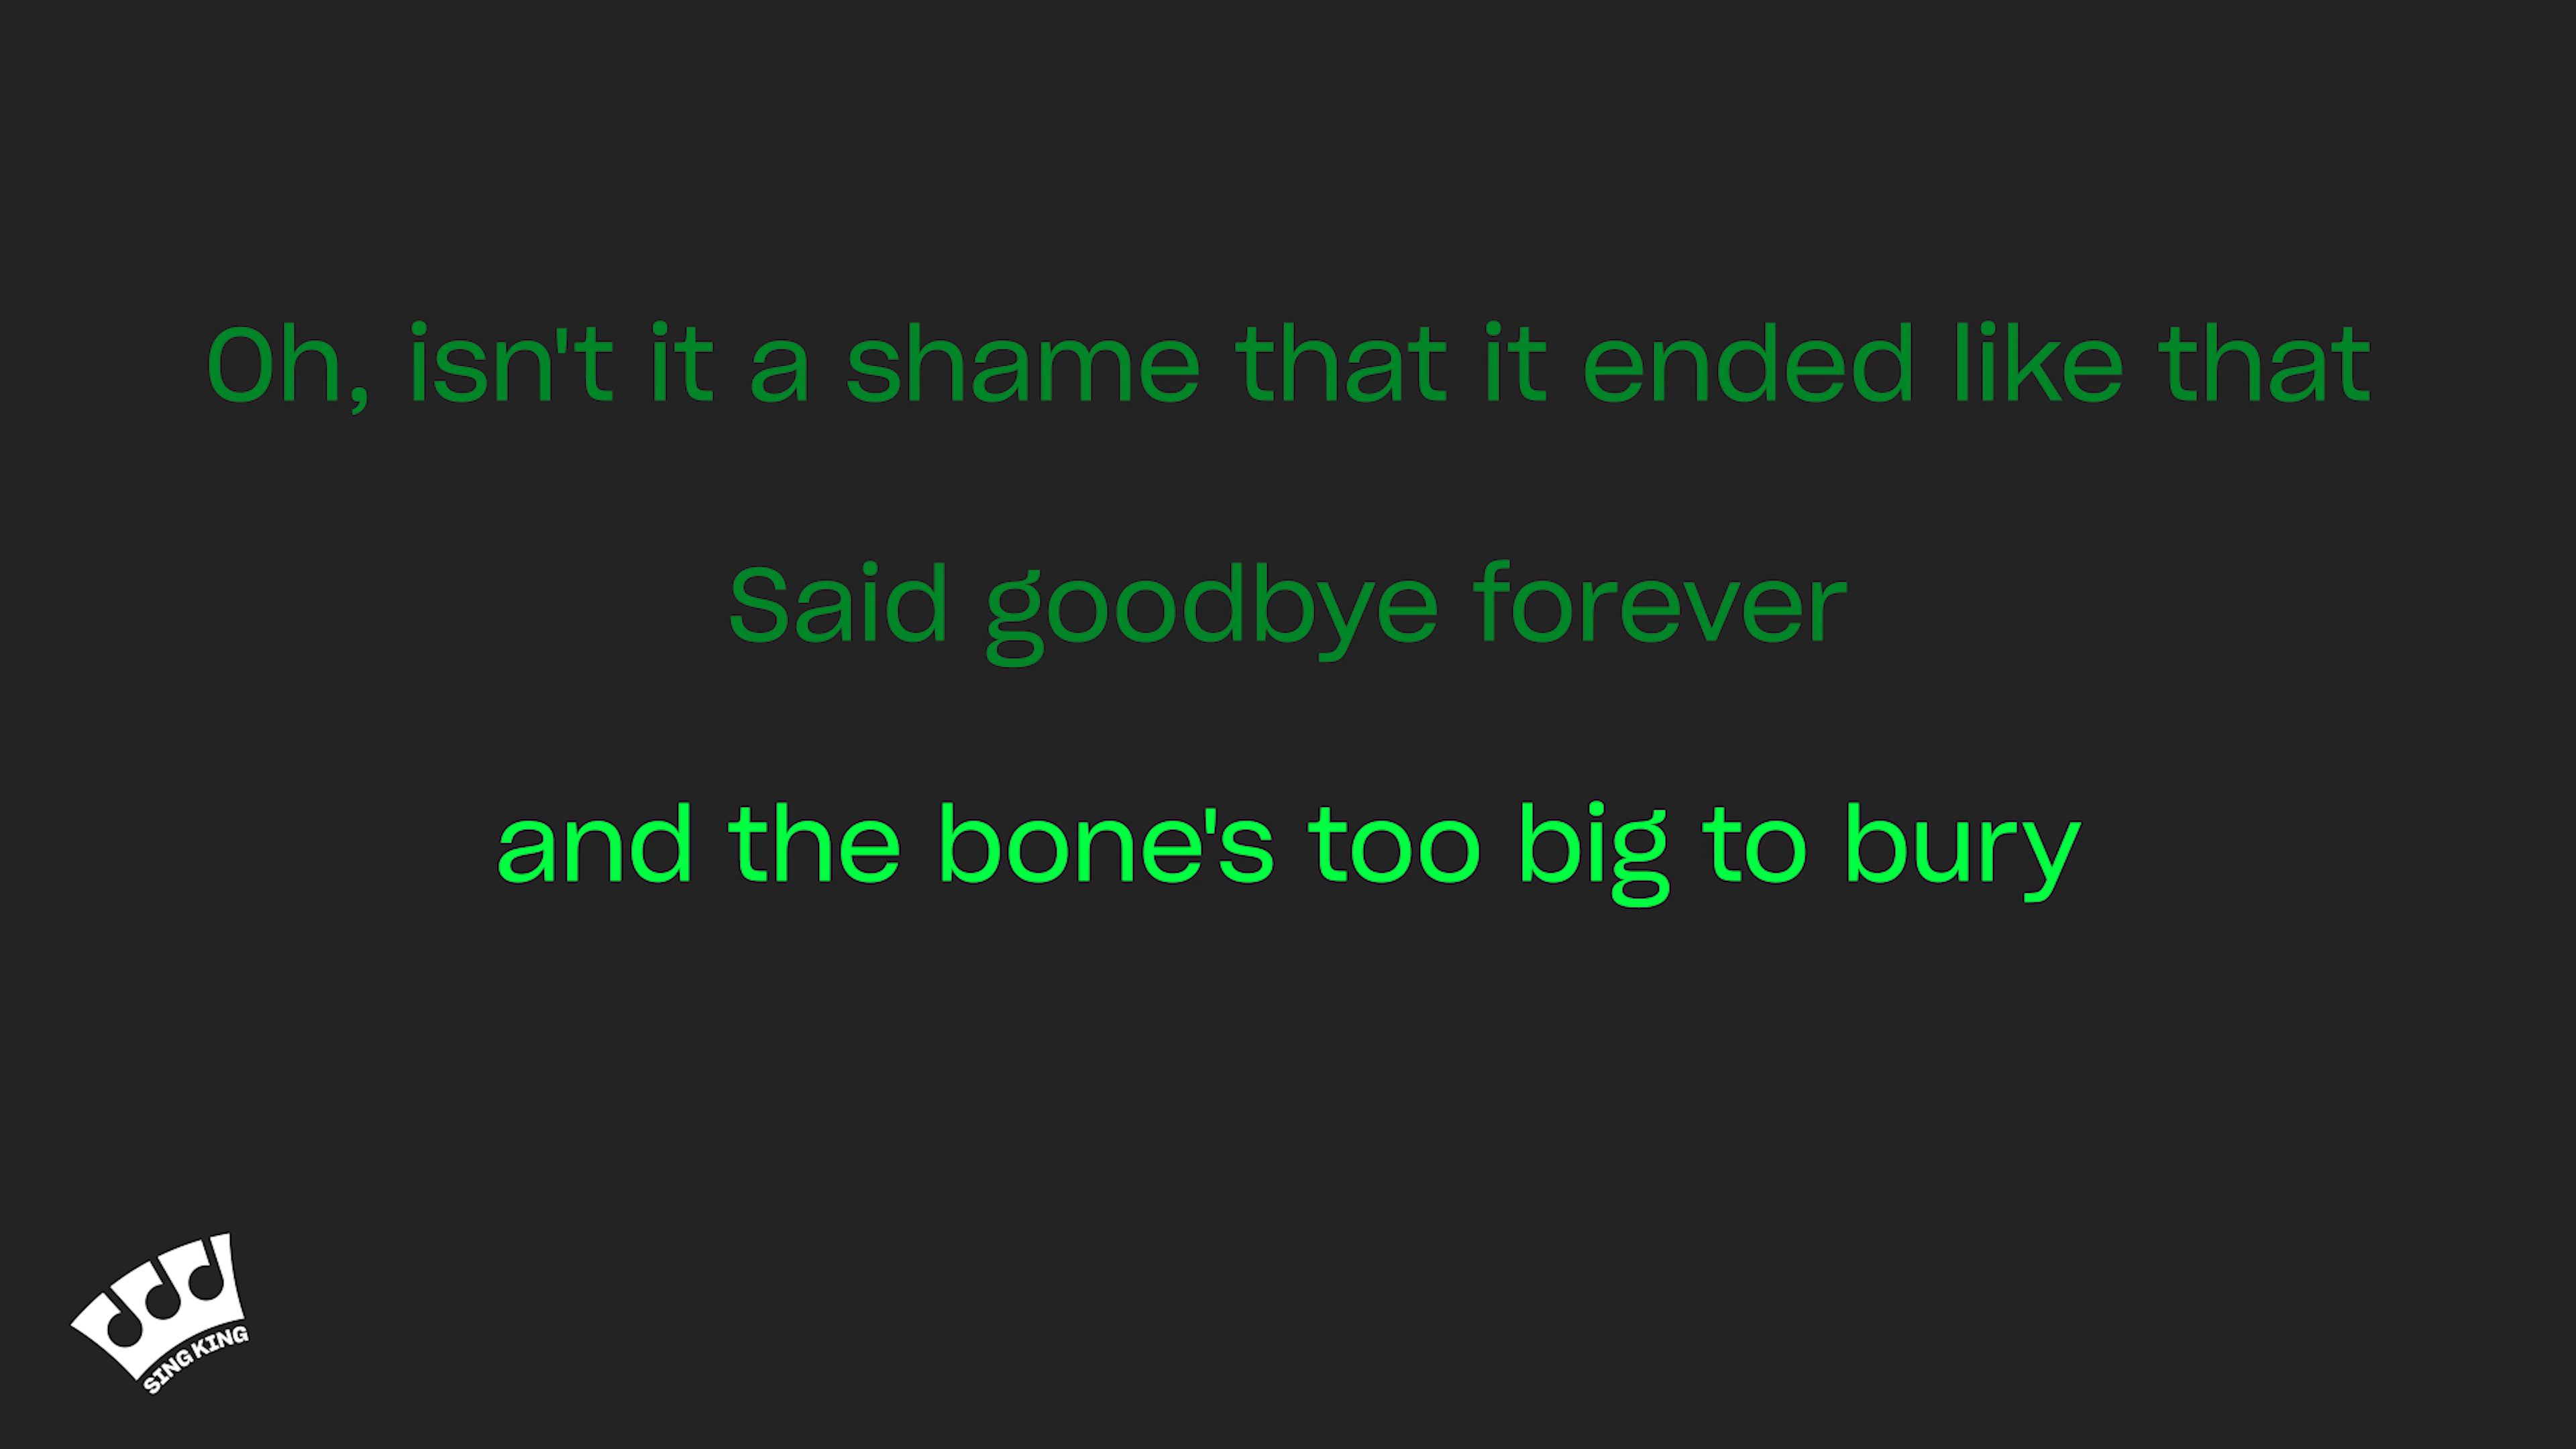 Oh, isn't it a shame that it ended like that
Said goodbye forever
and the bone's too big to bury
SING KING